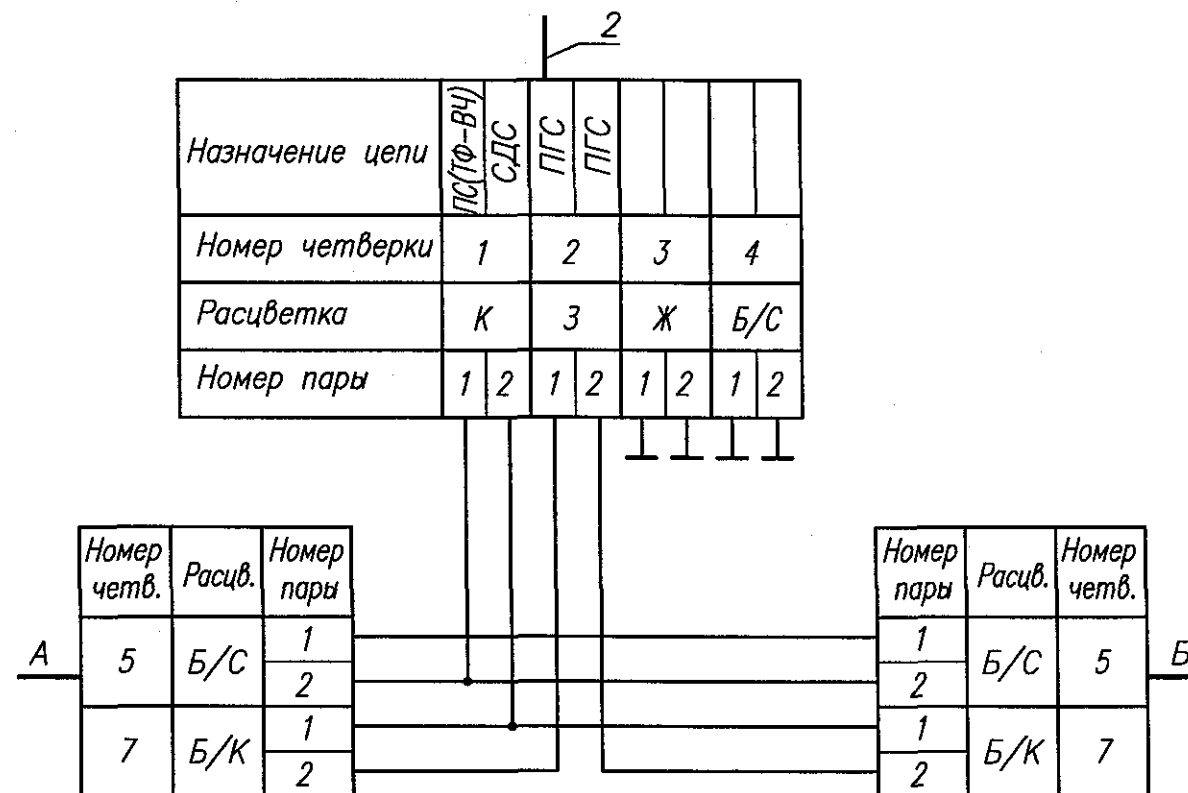 2
Назначение цепи ПС(ТФ-ВЧ) СДС ПГС ПГС
Номер четверки 1 2 3 4
Расцветка К З Ж Б/С
Номер пары 1 2 1 2 1 2 1 2
Номер четв. Расцв. Номер пары
А 5 Б/С 1
2
7 Б/К 1
2
Номер пары Расцв. Номер четв.
1 Б/С 5 Б
2
1 Б/К 7
2